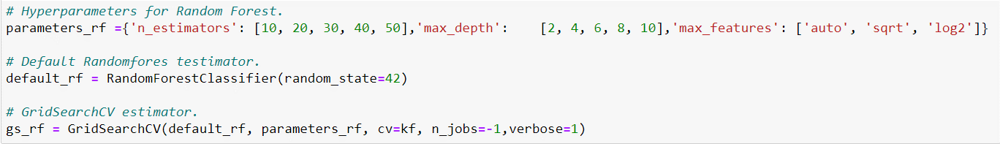 # Hyperparameters for Random Forest.
parameters_rf ={'n_estimators': [10, 20, 30, 40, 50],'max_depth':    [2, 4, 6, 8, 10],'max_features': ['auto', 'sqrt', 'log2']}
# Default Randomfores testimator.
default_rf = RandomForestClassifier(random_state=42)
# GridSearchCV estimator.
gs_rf = GridSearchCV(default_rf, parameters_rf, cv=kf, n_jobs=-1,verbose=1)